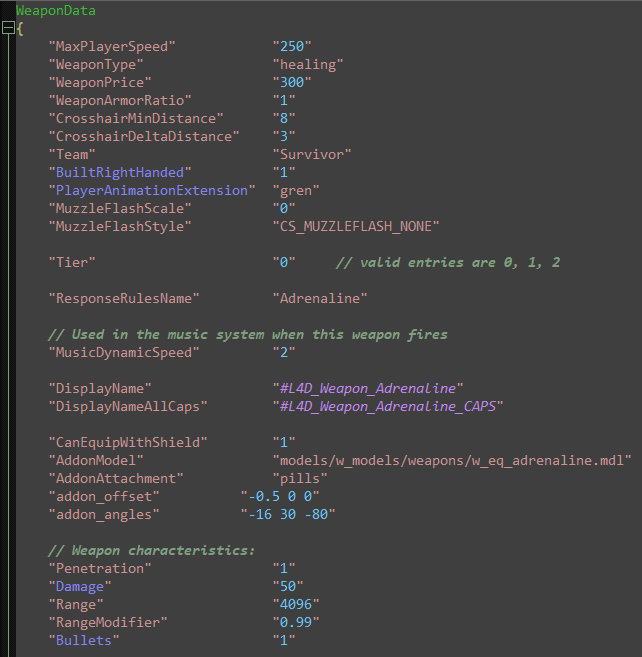 WeaponData
{
"MaxPlayerSpeed" "250"
"WeaponType" "healing"
"WeaponPrice" "300"
"WeaponArmorRatio" "1"
"CrosshairMinDistance" "8"
"CrosshairDeltaDistance" "3"
"Team" "Survivor"
"BuiltRightHanded" "1"
"PlayerAnimationExtension" "gren"
"MuzzleFlashScale" "0"
"MuzzleFlashStyle" "CS_MUZZLEFLASH_NONE"
"Tier" "0" // valid entries are 0, 1, 2
"ResponseRulesName" "Adrenaline"
// Used in the music system when this weapon fires
"MusicDynamicSpeed" "2"
"DisplayName" "#L4D_Weapon_Adrenaline"
"DisplayNameAllCaps" "#L4D_Weapon_Adrenaline_CAPS"
"CanEquipWithShield" "1"
"AddonModel" "models/w_models/weapons/w_eq_adrenaline.mdl"
"AddonAttachment" "pills"
"addon_offset" "-0.5 0 0"
"addon_angles" "-16 30 -80"
// Weapon characteristics:
"Penetration" "1"
"Damage" "50"
"Range" "4096"
"RangeModifier" "0.99"
"Bullets" "1"